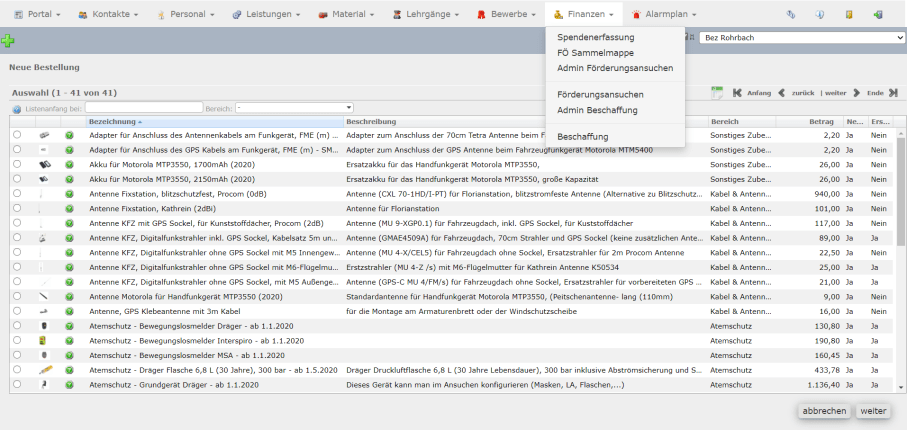 Portal Kontakte Personal Leistungen Material Lehrgänge Bewerbe Finanzen Alarmplan
Spendenerfassung
FÖ Sammelmappe
Admin Förderungsansuchen
Förderungsansuchen
Admin Beschaffung
Beschaffung
Bez Rohrbach
Neue Bestellung
Auswahl (1 - 41 von 41) Anfang zurück | weiter Ende
Listenanfang bei: Bereich: -
Bezeichnung Beschreibung Bereich Betrag Ne... Ers...
Adapter für Anschluss des Antennenkabels am Funkgerät, FME (m) ... Adapter zum Anschluss der 70cm Tetra Antenne beim F Sonstiges Zube... 2,20 Ja Nein
Adapter für Anschluss des GPS Kabels am Funkgerät, FME (m) - SM... Adapter zum Anschluss der GPS Antenne beim Fahrzeugfunkgerät Motorola MTM5400 Sonstiges Zube... 2,20 Nein Nein
Akku für Motorola MTP3550, 1700mAh (2020) Ersatzakku für das Handfunkgerät Motorola MTP3550, Sonstiges Zube... 26,00 Ja Nein
Akku für Motorola MTP3550, 2150mAh (2020) Ersatzakku für das Handfunkgerät Motorola MTP3550, große Kapazität Sonstiges Zube... 26,00 Ja Nein
Antenne Fixstation, blitzschutzfest, Procom (0dB) Antenne (CXL 70-1HD/I-PT) für Florianstation, blitzstromfeste Antenne (Alternative zu Blitzschutz... Kabel & Antenn... 940,00 Ja Nein
Antenne Fixstation, Kathrein (2dBi) Antenne für Florianstation Kabel & Antenn... 101,00 Ja Nein
Antenne KFZ mit GPS Sockel, für Kunststoffdächer, Procom (2dB) Antenne (MU 9-XGP0.1) für Fahrzeugdach, inkl. GPS Sockel, für Kuststoffdächer Kabel & Antenn... 117,00 Ja Nein
Antenne KFZ, Digitalfunkstrahler inkl. GPS Sockel, Kabelsatz 5m un... Antenne (GMAE4509A) für Fahrzeugdach, 70cm Strahler und GPS Sockel (keine zusätzlichen Ante... Kabel & Antenn... 89,00 Ja Ja
Antenne KFZ, Digitalfunkstrahler ohne GPS Sockel mit M5 Innengew... Antenne (MU 4-X/CEL5) für Fahrzeugdach ohne Sockel, Ersatzstrahler für 2m Procom Antenne Kabel & Antenn... 22,50 Ja Nein
Antenne KFZ, Digitalfunkstrahler ohne GPS Sockel mit M6-Flügelmu... Erstzstrahler (MU 4-Z /s) mit M6-Flügelmutter für Kathrein Antenne K50534 Kabel & Antenn... 25,00 Ja Ja
Antenne KFZ, Digitalfunkstrahler ohne GPS Sockel, mit M5 Außenge... Antenne (GPS-C MU 4/FM/s) für Fahrzeugdach ohne Sockel, Ersatzstrahler für vorbereiteten GPS ... Kabel & Antenn... 21,00 Ja Ja
Antenne Motorola für Handfunkgerät MTP3550 (2020) Standardantenne für Handfunkgerät Motorola MTP3550, (Peitschenantenne- lang (110mm) Kabel & Antenn... 9,00 Ja Nein
Antenne, GPS Klebeantenne mit 3m Kabel für die Montage am Armaturenbrett oder der Windschutzscheibe Kabel & Antenn... 16,00 Ja Nein
Atemschutz - Bewegungslosmelder Dräger - ab 1.1.2020 Atemschutz 130,80 Ja Ja
Atemschutz - Bewegungslosmelder Interspiro - ab 1.1.2020 Atemschutz 190,80 Ja Ja
Atemschutz - Bewegungslosmelder MSA - ab 1.1.2020 Atemschutz 160,45 Ja Ja
Atemschutz - Dräger Flasche 6,8 L (30 Jahre), 300 bar - ab 1.5.2020 Dräger Druckluftflasche 6,8 L (30 Jahre Lebensdauer), 300 bar inklusive Abströmsicherung und S... Atemschutz 433,78 Ja Ja
Atemschutz - Grundgerät Dräger - ab 1.1.2020 Dieses Gerät kann man im Ansuchen konfigurieren (Masken, LA, Flaschen,...) Atemschutz 1.136,40 Ja Ja
abbrechen weiter